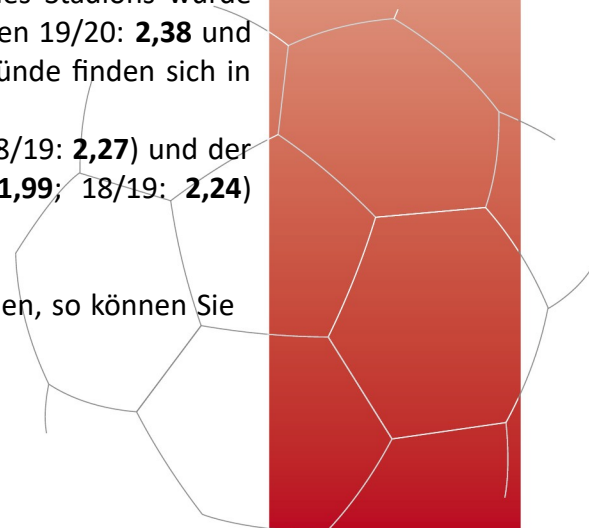 des Stadions wurde
en 19/20: 2,38 und
ünde finden sich in
8/19: 2,27) und der
1,99; 18/19: 2,24)
en, so können Sie